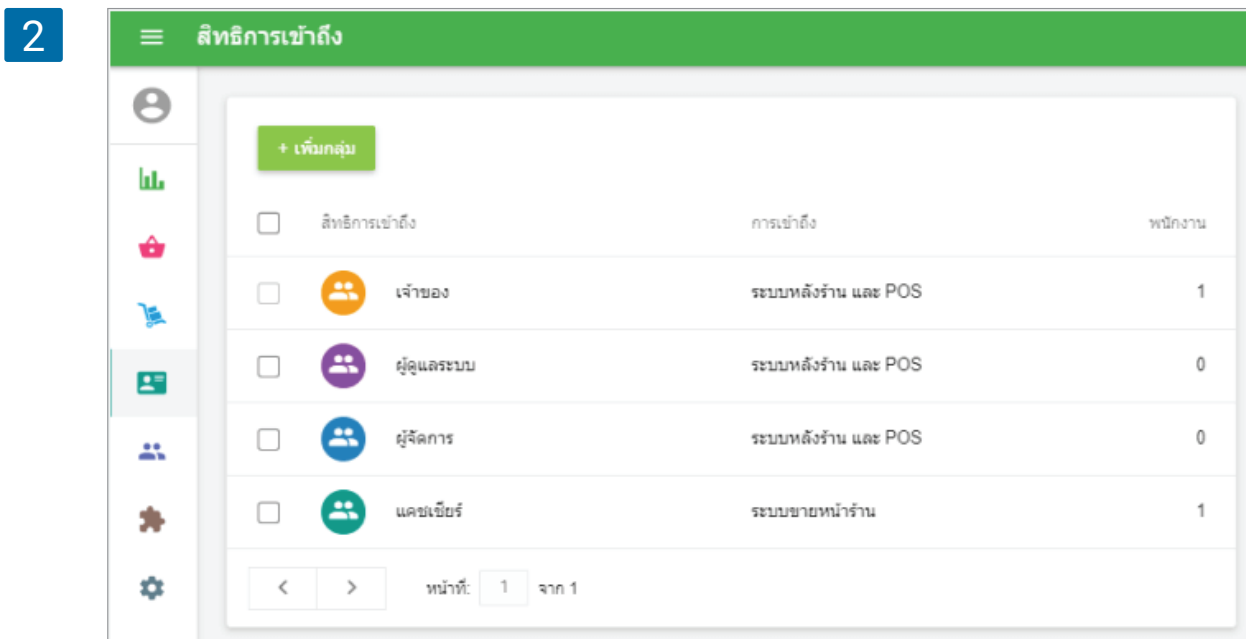 2
สิทธิการเข้าถึง
+ เพิ่มกลุ่ม
สิทธิการเข้าถึง การเข้าถึง พนักงาน
เจ้าของ ระบบหลังร้าน และ POS 1
ผู้ดูแลระบบ ระบบหลังร้าน และ POS 0
ผู้จัดการ ระบบหลังร้าน และ POS 0
แคชเชียร์ ระบบขายหน้าร้าน 1
< > หน้าที่: 1 จาก 1